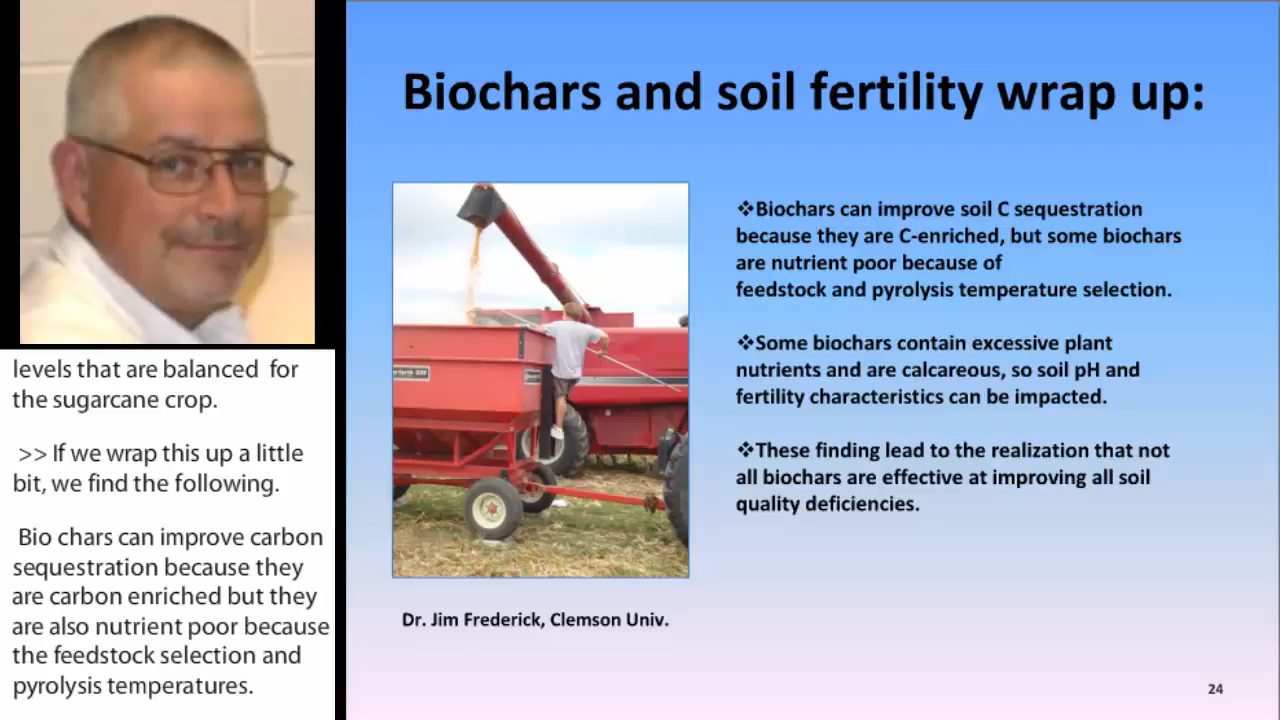 Biochars and soil fertility wrap up:
❖Biochars can improve soil C sequestration
because they are C-enriched, but some biochars
are nutrient poor because of
feedstock and pyrolysis temperature selection.
❖Some biochars contain excessive plant
nutrients and are calcareous, so soil pH and
fertility characteristics can be impacted.
❖These finding lead to the realization that not
all biochars are effective at improving all soil
quality deficiencies.
Dr. Jim Frederick, Clemson Univ.
24
levels that are balanced for
the sugarcane crop.
>> If we wrap this up a little
bit, we find the following.
Bio chars can improve carbon
sequestration because they
are carbon enriched but they
are also nutrient poor because
the feedstock selection and
pyrolysis temperatures.